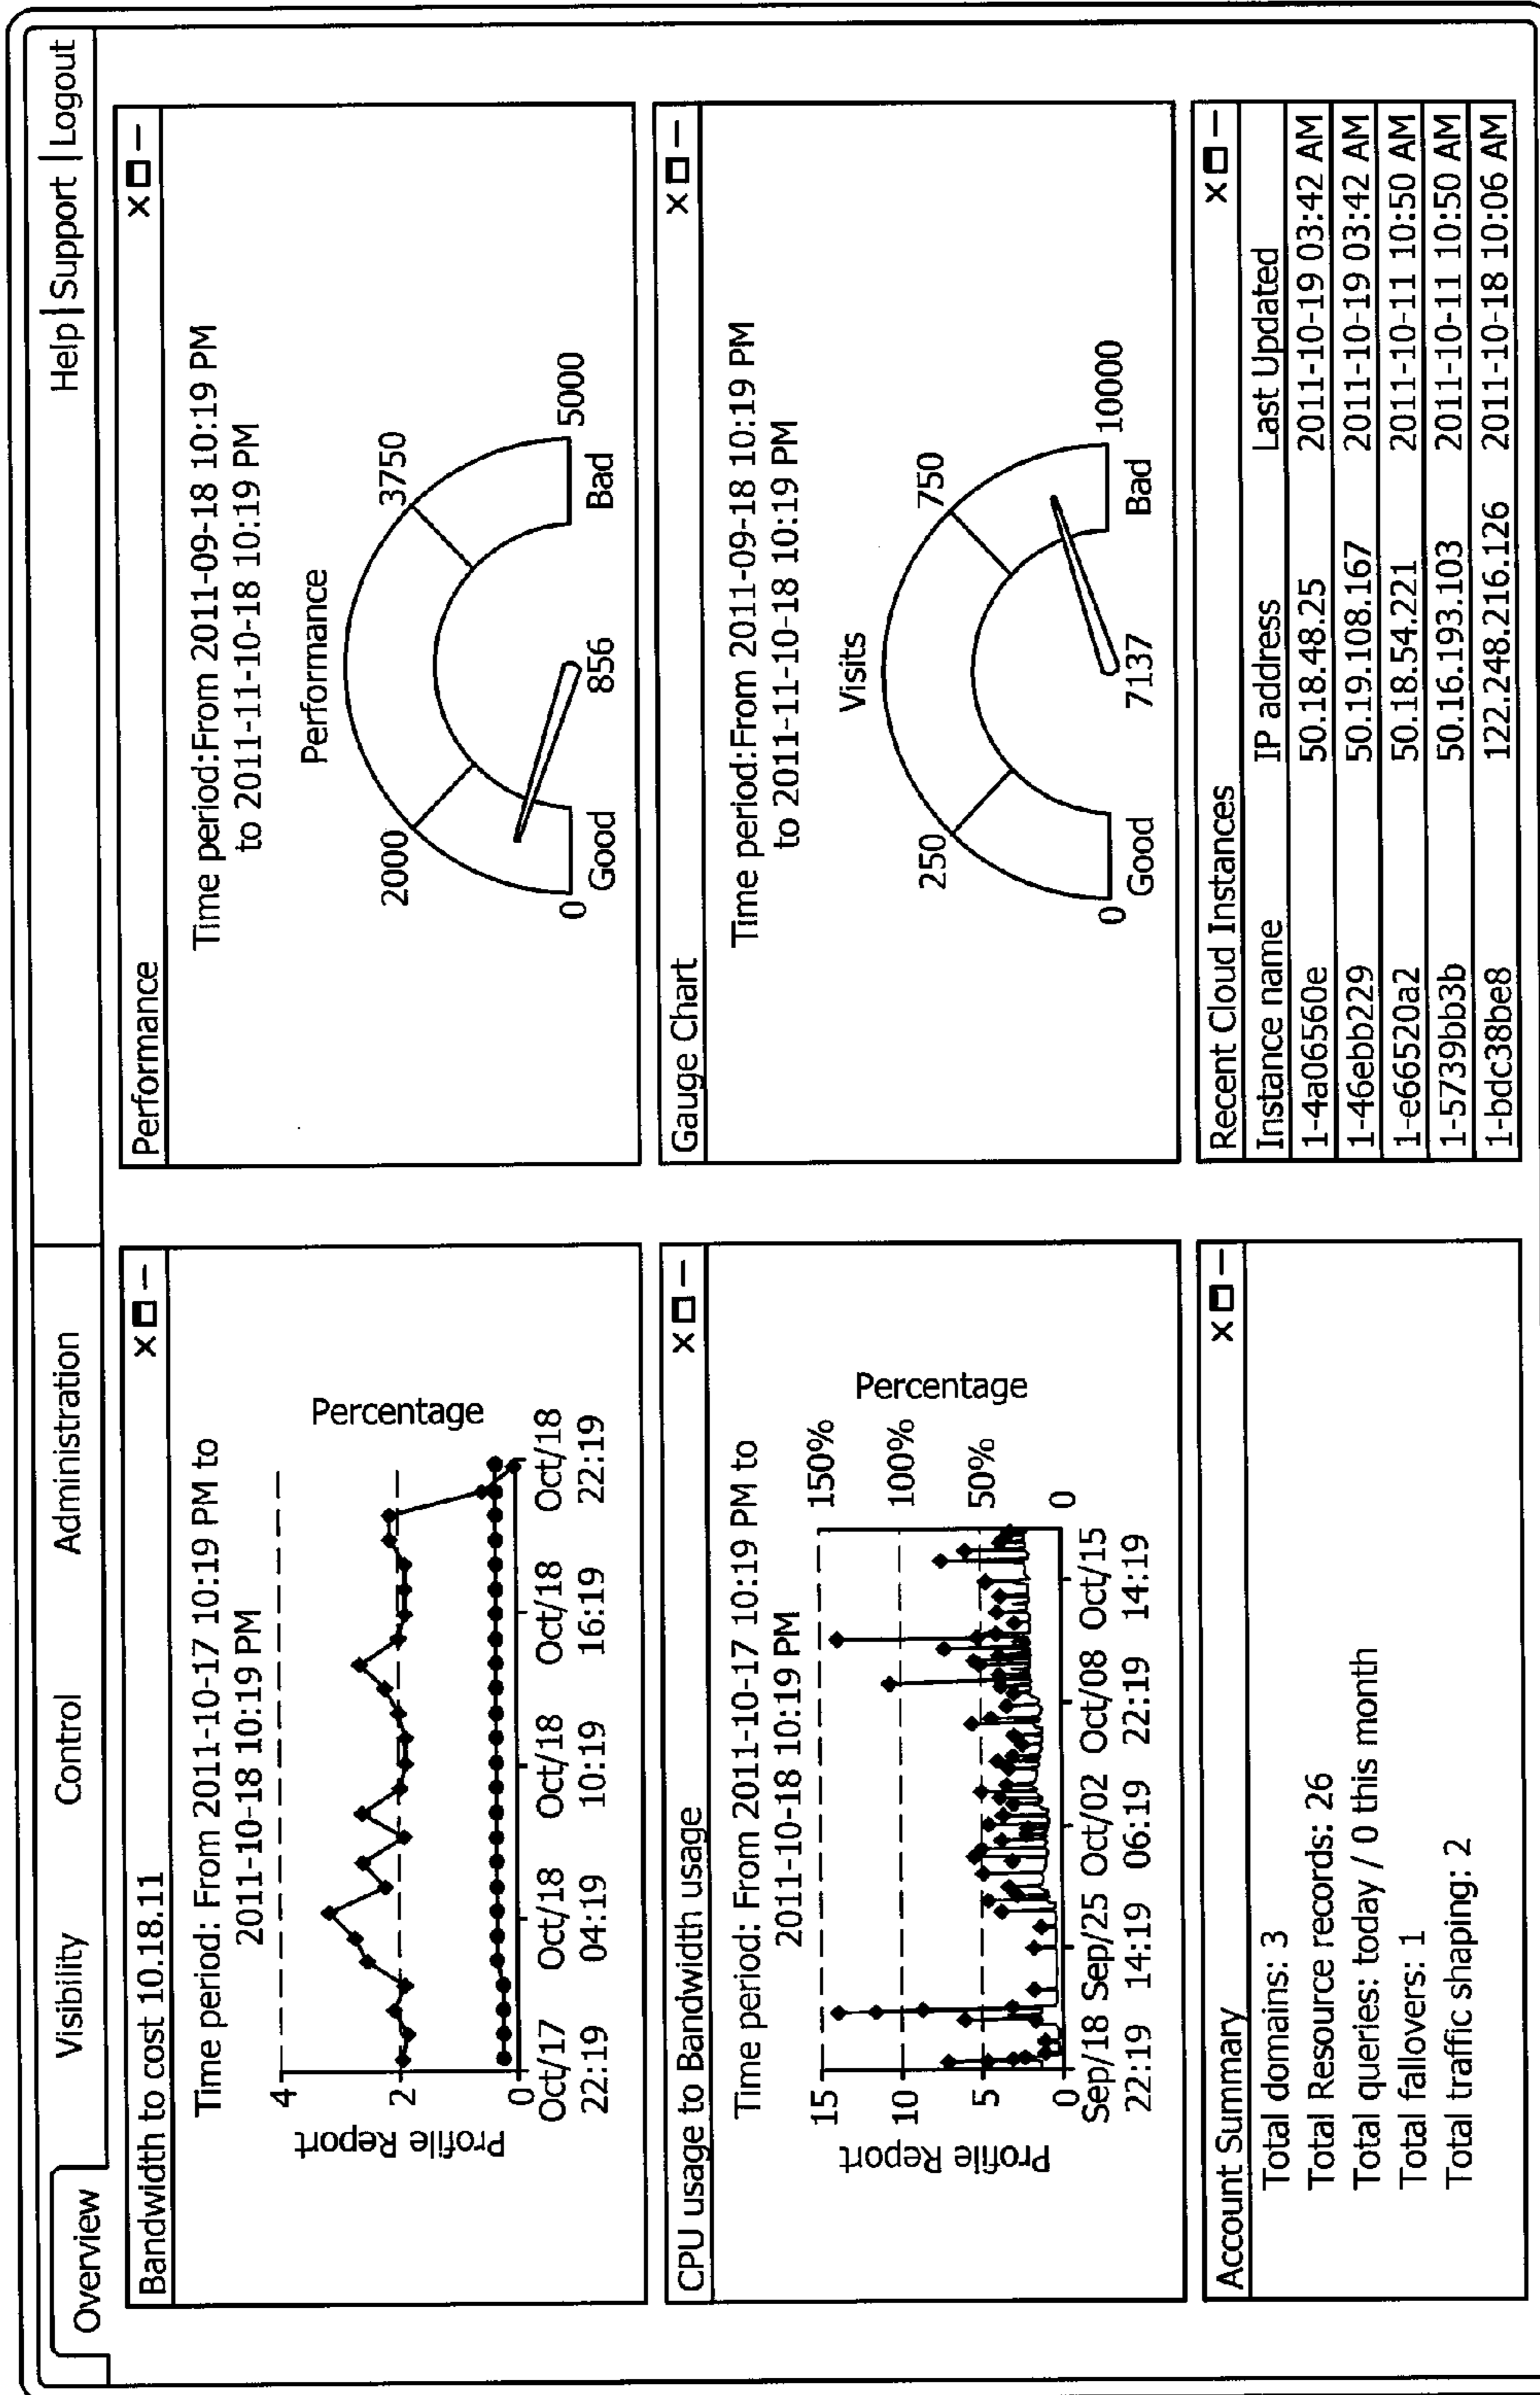 Overview Visibility Control Administration Help | Support | Logout
Bandwidth to cost 10.18.11
Time period: From 2011-10-17 10:19 PM to
2011-10-18 10:19 PM
Profile Report
4
2
0
Percentage
Oct/17 Oct/18 Oct/18 Oct/18 Oct/18
22:19 04:19 10:19 16:19 22:19
Performance
Time period:From 2011-09-18 10:19 PM
to 2011-11-10-18 10:19 PM
Performance
2000 3750
0 5000
Good 856 Bad
CPU usage to Bandwidth usage
Time period: From 2011-10-17 10:19 PM to
2011-10-18 10:19 PM
Profile Report
15 150%
10 100%
5 50%
0 0
Percentage
Sep/18 Sep/25 Oct/02 Oct/08 Oct/15
22:19 14:19 06:19 22:19 14:19
Gauge Chart
Time period:From 2011-09-18 10:19 PM
to 2011-11-10-18 10:19 PM
Visits
250 750
0 10000
Good 7137 Bad
Account Summary
Total domains: 3
Total Resource records: 26
Total queries: today / 0 this month
Total fallovers: 1
Total traffic shaping: 2
Recent Cloud Instances
Instance name IP address Last Updated
1-4a06560e 50.18.48.25 2011-10-19 03:42 AM
1-46ebb229 50.19.108.167 2011-10-19 03:42 AM
1-e66520a2 50.18.54.221 2011-10-11 10:50 AM
1-5739bb3b 50.16.193.103 2011-10-11 10:50 AM
1-bdc38be8 122.248.216.126 2011-10-18 10:06 AM